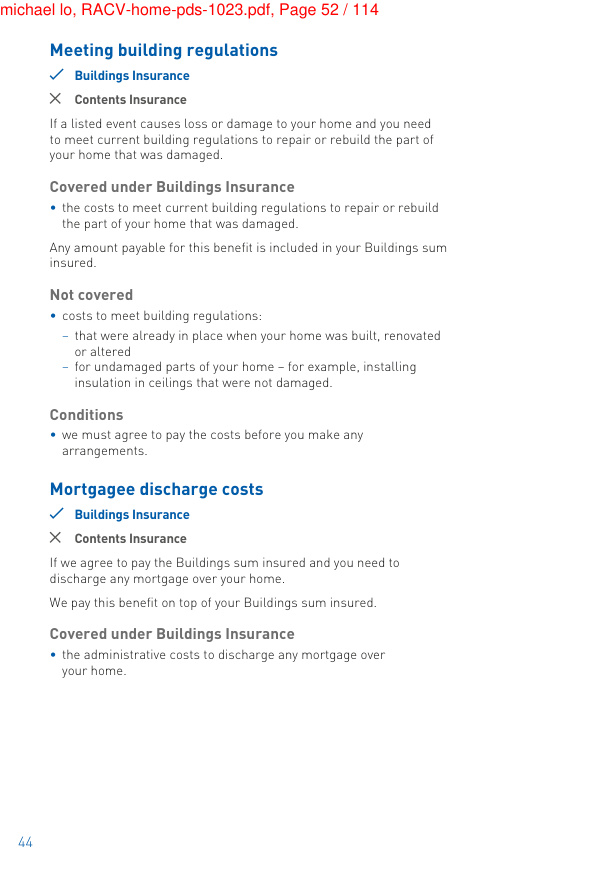 michael lo, RACV-home-pds-1023.pdf, Page 52 / 114
Meeting building regulations
Buildings Insurance
Contents Insurance
If a listed event causes loss or damage to your home and you need
to meet current building regulations to repair or rebuild the part of
your home that was damaged.
Covered under Buildings Insurance
• the costs to meet current building regulations to repair or rebuild
the part of your home that was damaged.
Any amount payable for this benefit is included in your Buildings sum
insured.
Not covered
• costs to meet building regulations:
– that were already in place when your home was built, renovated
or altered
– for undamaged parts of your home – for example, installing
insulation in ceilings that were not damaged.
Conditions
• we must agree to pay the costs before you make any
arrangements.
Mortgagee discharge costs
Buildings Insurance
Contents Insurance
If we agree to pay the Buildings sum insured and you need to
discharge any mortgage over your home.
We pay this benefit on top of your Buildings sum insured.
Covered under Buildings Insurance
• the administrative costs to discharge any mortgage over
your home.
44